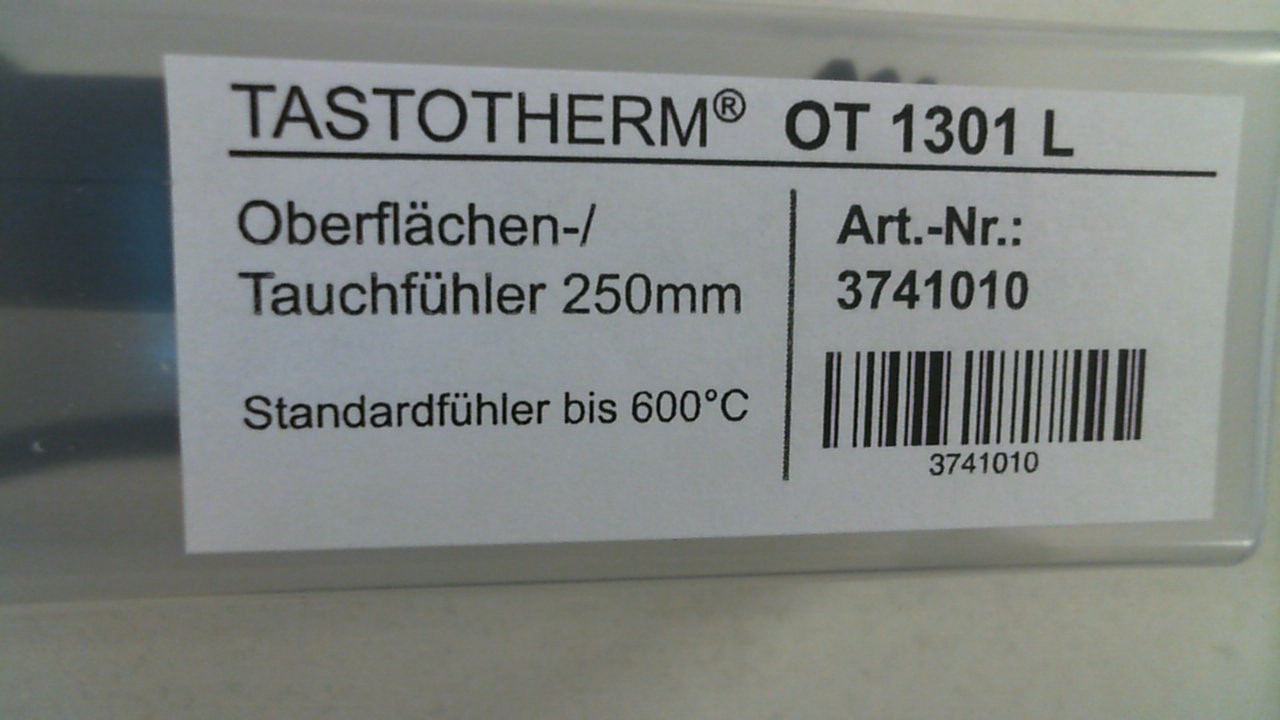 TASTOTHERM® OT 1301 L
Oberflächen-/
Tauchfühler 250mm
Standardfühler bis 600°C
Art.-Nr.:
3741010
3741010